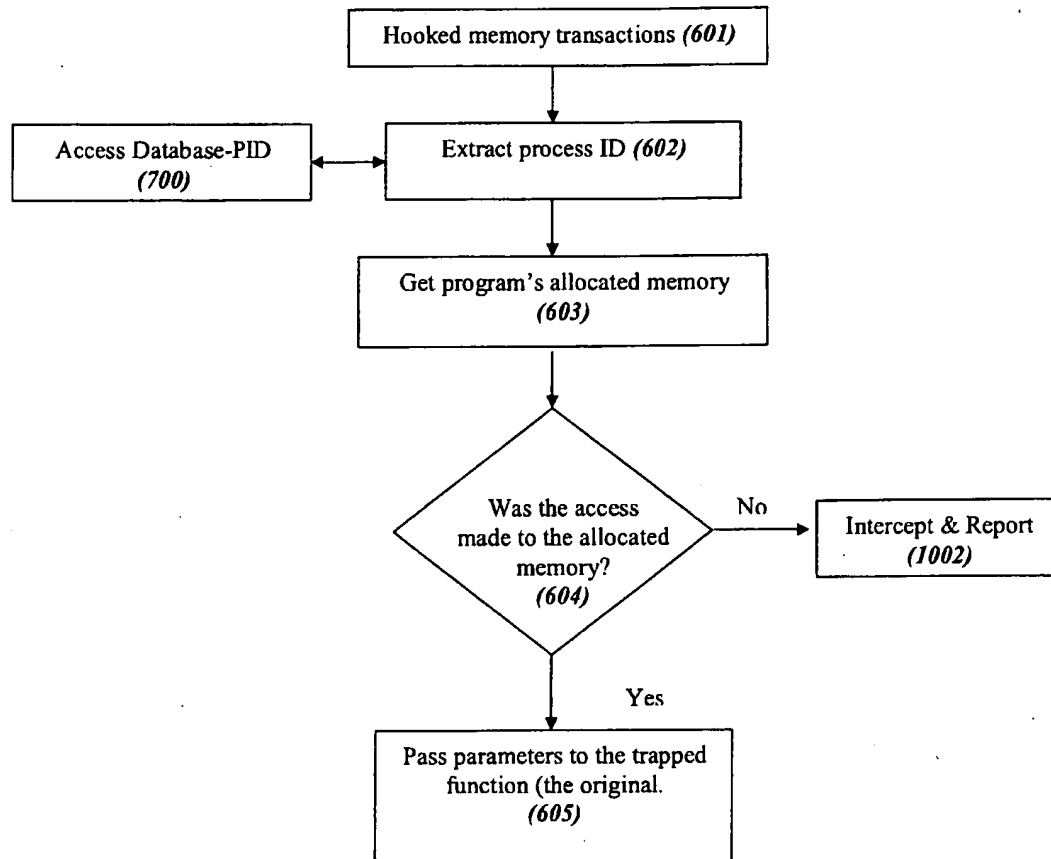 Hooked memory transactions (601)
Access Database-PID
(700)
Extract process ID (602)
Get program's allocated memory
(603)
Was the access
made to the allocated
memory?
(604)
No
Intercept & Report
(1002)
Yes
Pass parameters to the trapped
function (the original.
(605)